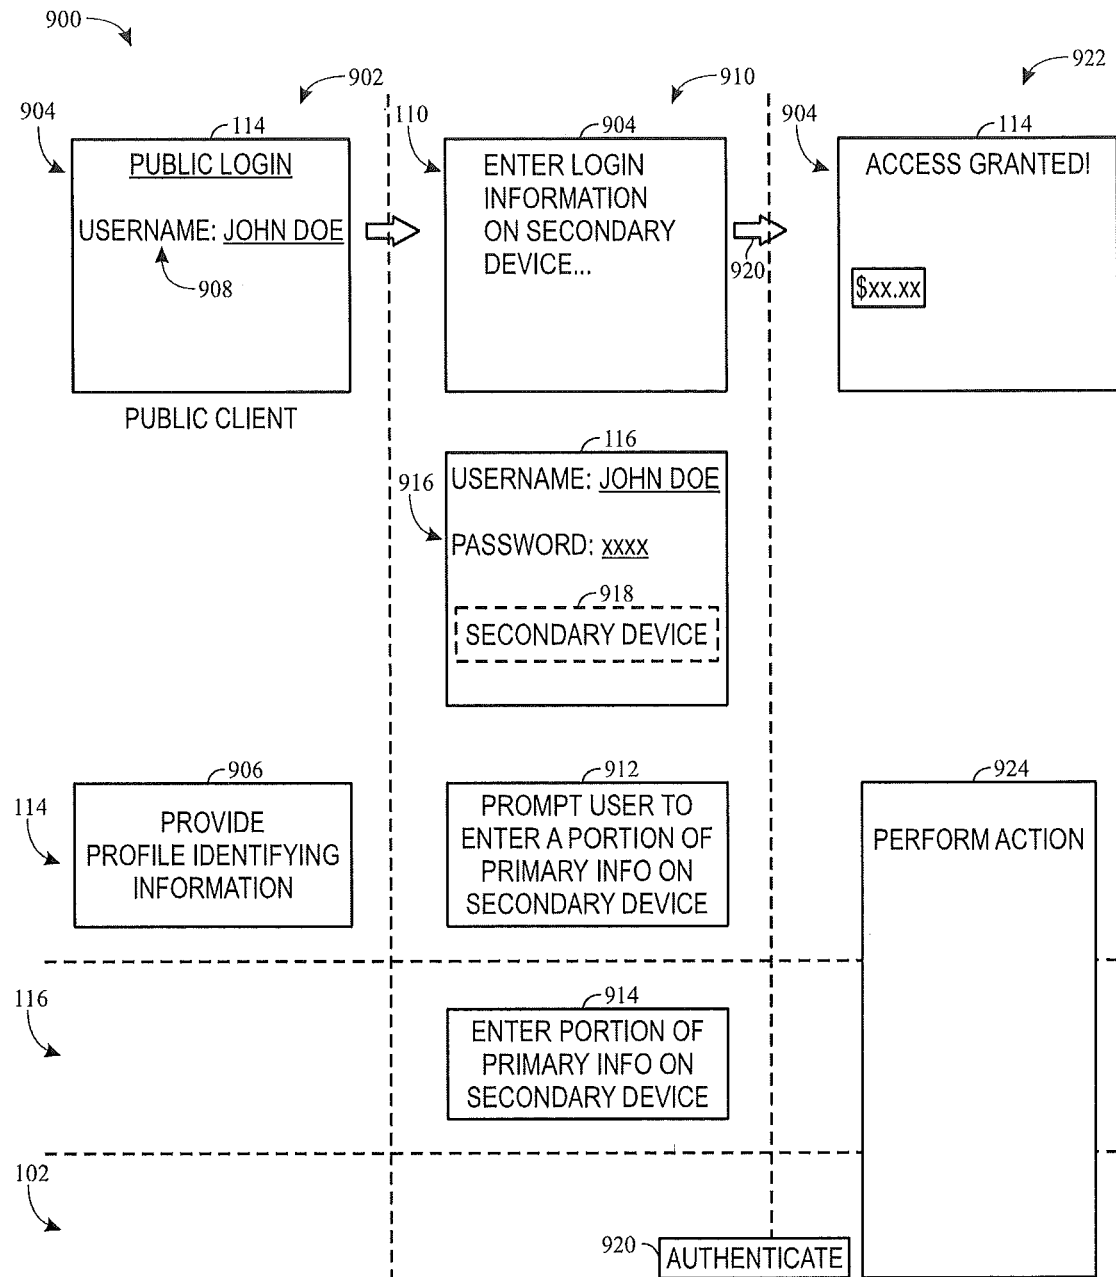 900
902
910
922
904
114
110
904
904
114
PUBLIC LOGIN
USERNAME: JOHN DOE
908
PUBLIC CLIENT
ENTER LOGIN
INFORMATION
ON SECONDARY
DEVICE...
920
ACCESS GRANTED!
$xx.xx
116
916
USERNAME: JOHN DOE
PASSWORD: xxxx
918
SECONDARY DEVICE
114
906
PROVIDE
PROFILE IDENTIFYING
INFORMATION
912
PROMPT USER TO
ENTER A PORTION OF
PRIMARY INFO ON
SECONDARY DEVICE
924
PERFORM ACTION
116
914
ENTER PORTION OF
PRIMARY INFO ON
SECONDARY DEVICE
102
920
AUTHENTICATE